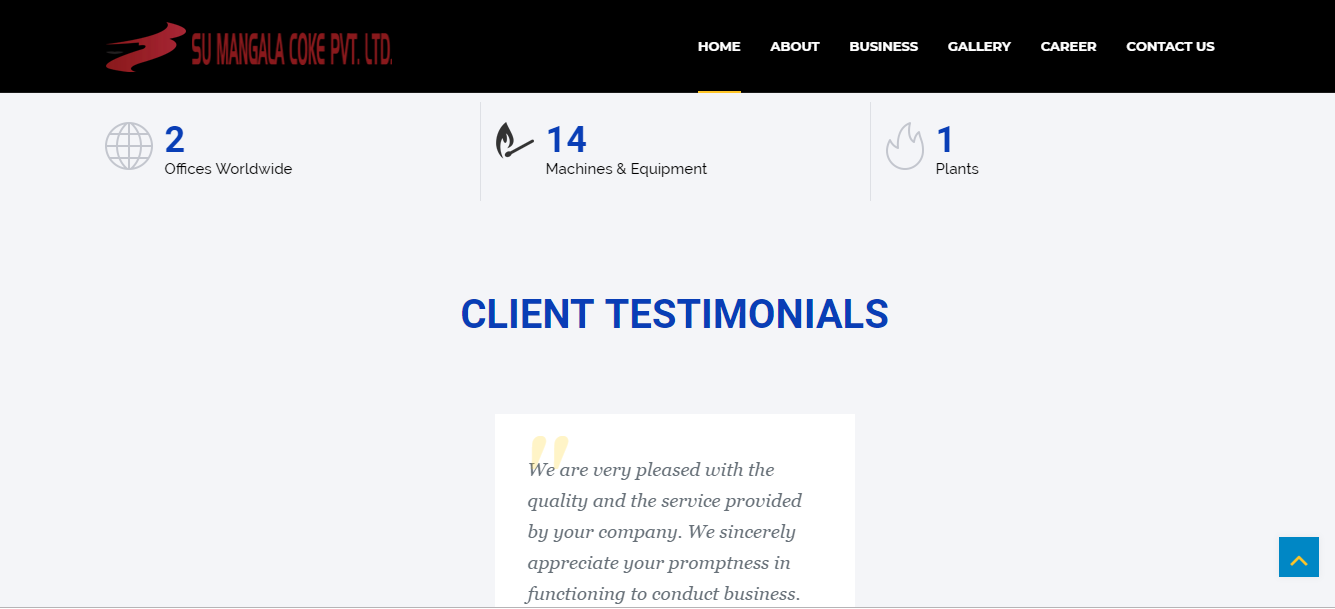 SU MANGALA COKE PVT. LTD.
HOME ABOUT BUSINESS GALLERY CAREER CONTACT US
2 14 1
Offices Worldwide Machines & Equipment Plants
CLIENT TESTIMONIALS
"
We are very pleased with the
quality and the service provided
by your company. We sincerely
appreciate your promptness in
functioning to conduct business.